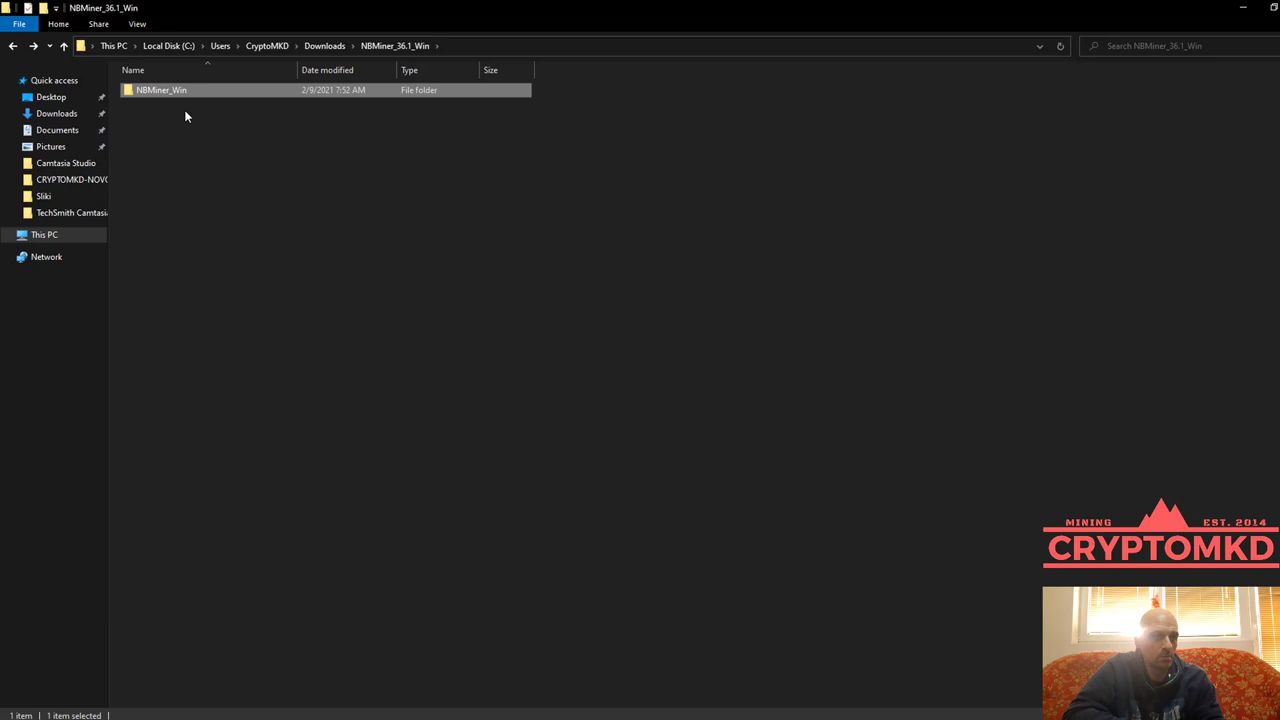 NBMiner_36.1_Win
File Home Share View
This PC Local Disk (C:) Users CryptoMKD Downloads NBMiner_36.1_Win
Search NBMiner_36.1_Win
Name Date modified Type Size
NBMiner_Win 2/9/2021 7:52 AM File folder
Quick access
Desktop
Downloads
Documents
Pictures
Camtasia Studio
CRYPTOMKD-NOVO
Sliki
TechSmith Camtasia
This PC
Network
MINING EST. 2014
CRYPTOMKD
1 item 1 item selected